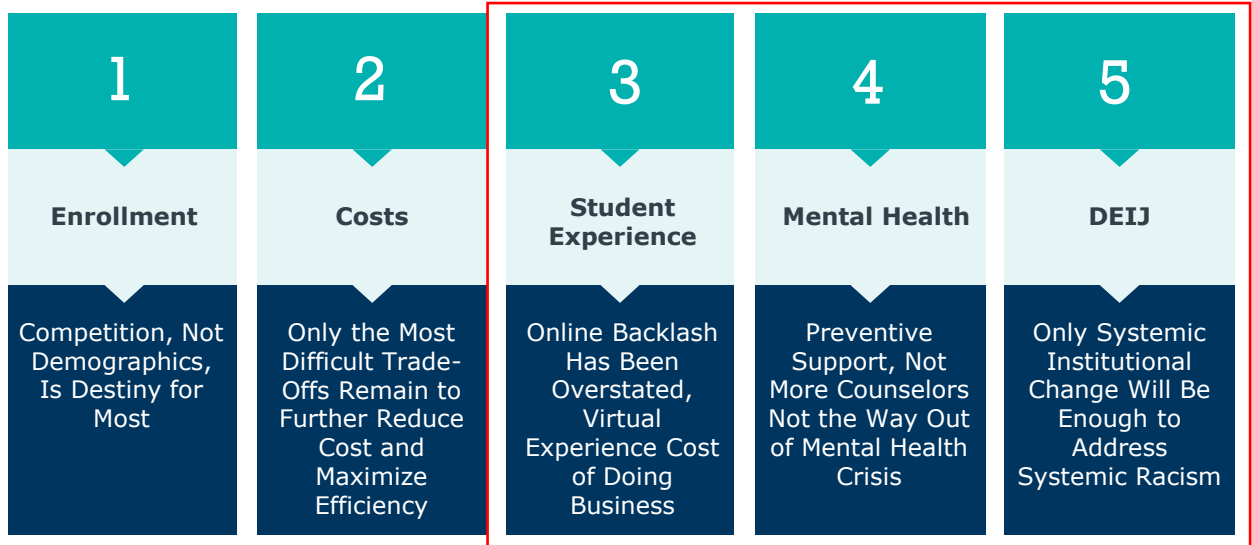 1
Enrollment
Competition, Not
Demographics,
Is Destiny for
Most
2
Costs
Only the Most
Difficult Trade-
Offs Remain to
Further Reduce
Cost and
Maximize
Efficiency
3
Student
Experience
Online Backlash
Has Been
Overstated,
Virtual
Experience Cost
of Doing
Business
4
Mental Health
Preventive
Support, Not
More Counselors
Not the Way Out
of Mental Health
Crisis
5
DEIJ
Only Systemic
Institutional
Change Will Be
Enough to
Address
Systemic Racism